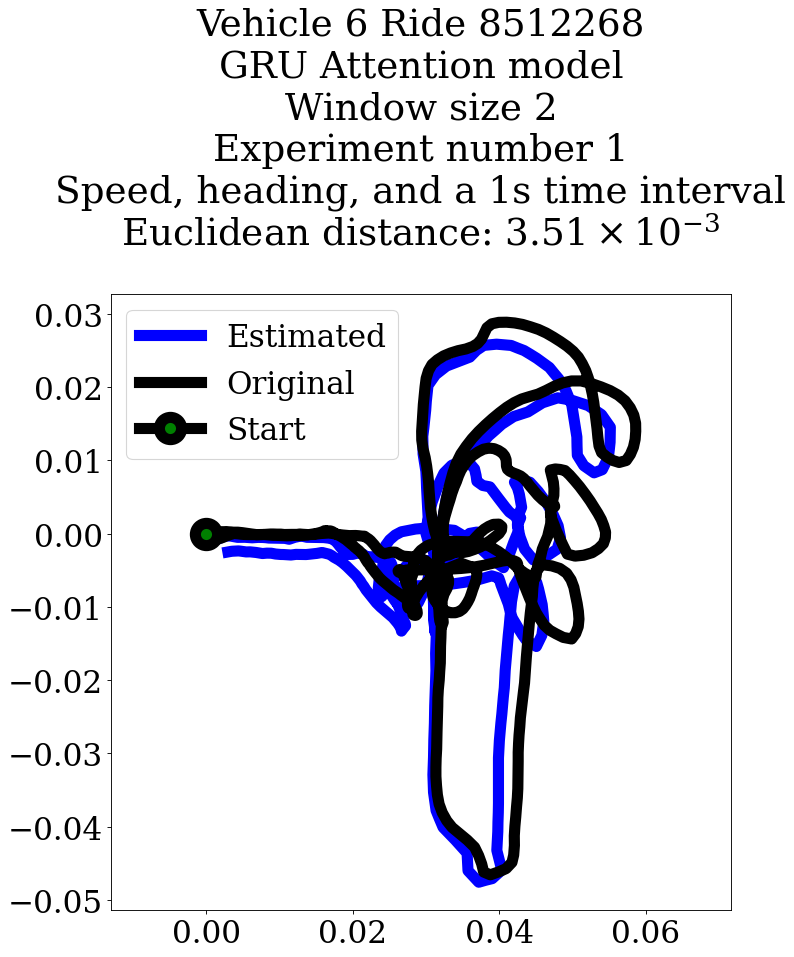 Vehicle 6 Ride 8512268
GRU Attention model
Window size 2
Experiment number 1
Speed, heading, and a 1s time interval
Euclidean distance: 3.51 × 10⁻³
Estimated
Original
Start
0.03
0.02
0.01
0.00
−0.01
−0.02
−0.03
−0.04
−0.05
0.00 0.02 0.04 0.06